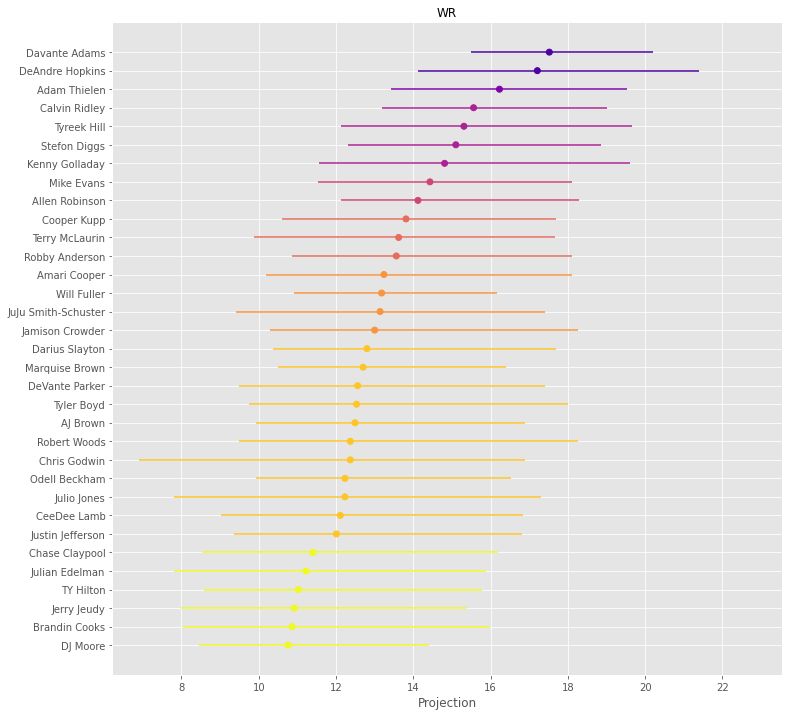 WR
Davante Adams
DeAndre Hopkins
Adam Thielen
Calvin Ridley
Tyreek Hill
Stefon Diggs
Kenny Golladay
Mike Evans
Allen Robinson
Cooper Kupp
Terry McLaurin
Robby Anderson
Amari Cooper
Will Fuller
JuJu Smith-Schuster
Jamison Crowder
Darius Slayton
Marquise Brown
DeVante Parker
Tyler Boyd
AJ Brown
Robert Woods
Chris Godwin
Odell Beckham
Julio Jones
CeeDee Lamb
Justin Jefferson
Chase Claypool
Julian Edelman
TY Hilton
Jerry Jeudy
Brandin Cooks
DJ Moore
8 10 12 14 16 18 20 22
Projection